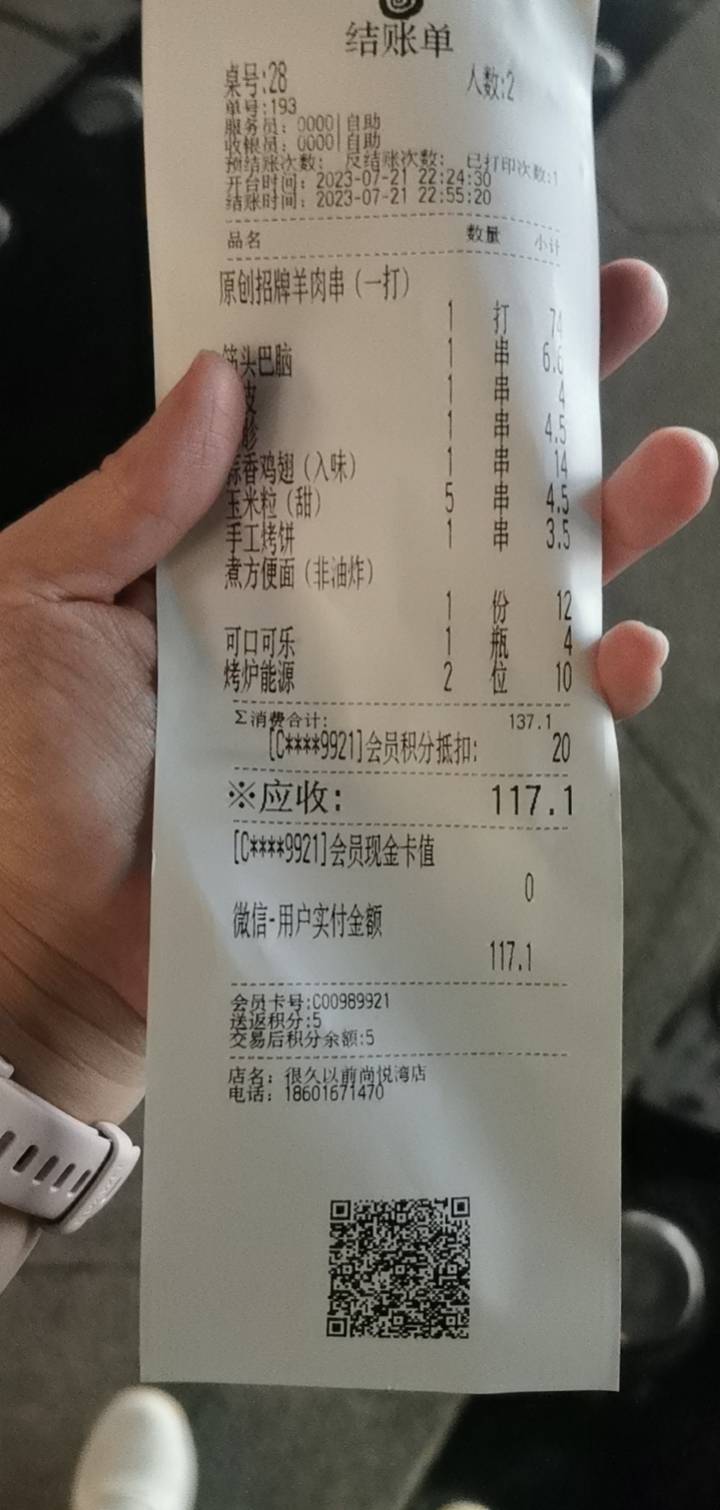 结账单
桌号:28 人数:2
单号:193
服务员: 0000|自助
收银员: 0000|自助
预结账次数: 反结账次数: 已打印次数:1
开台时间: 2023-07-21 22:24:30
结账时间: 2023-07-21 22:55:20
品名 数量 小计
原创招牌羊肉串（一打）
1 打 74
筋头巴脑 1 串 6.6
皮 1 串 4
1 串 4.5
蒜香鸡翅（入味） 1 串 14
玉米粒（甜） 5 串 4.5
手工烤饼 1 串 3.5
煮方便面（非油炸）
1 份 12
可口可乐 1 瓶 4
烤炉能源 2 位 10
Σ消费合计: 137.1
[C****9921]会员积分抵扣: 20
※应收: 117.1
[C****9921]会员现金卡值
0
微信-用户实付金额
117.1
会员卡号:C00989921
送返积分:5
交易后积分余额:5
店名: 很久以前尚悦湾店
电话: 18601671470